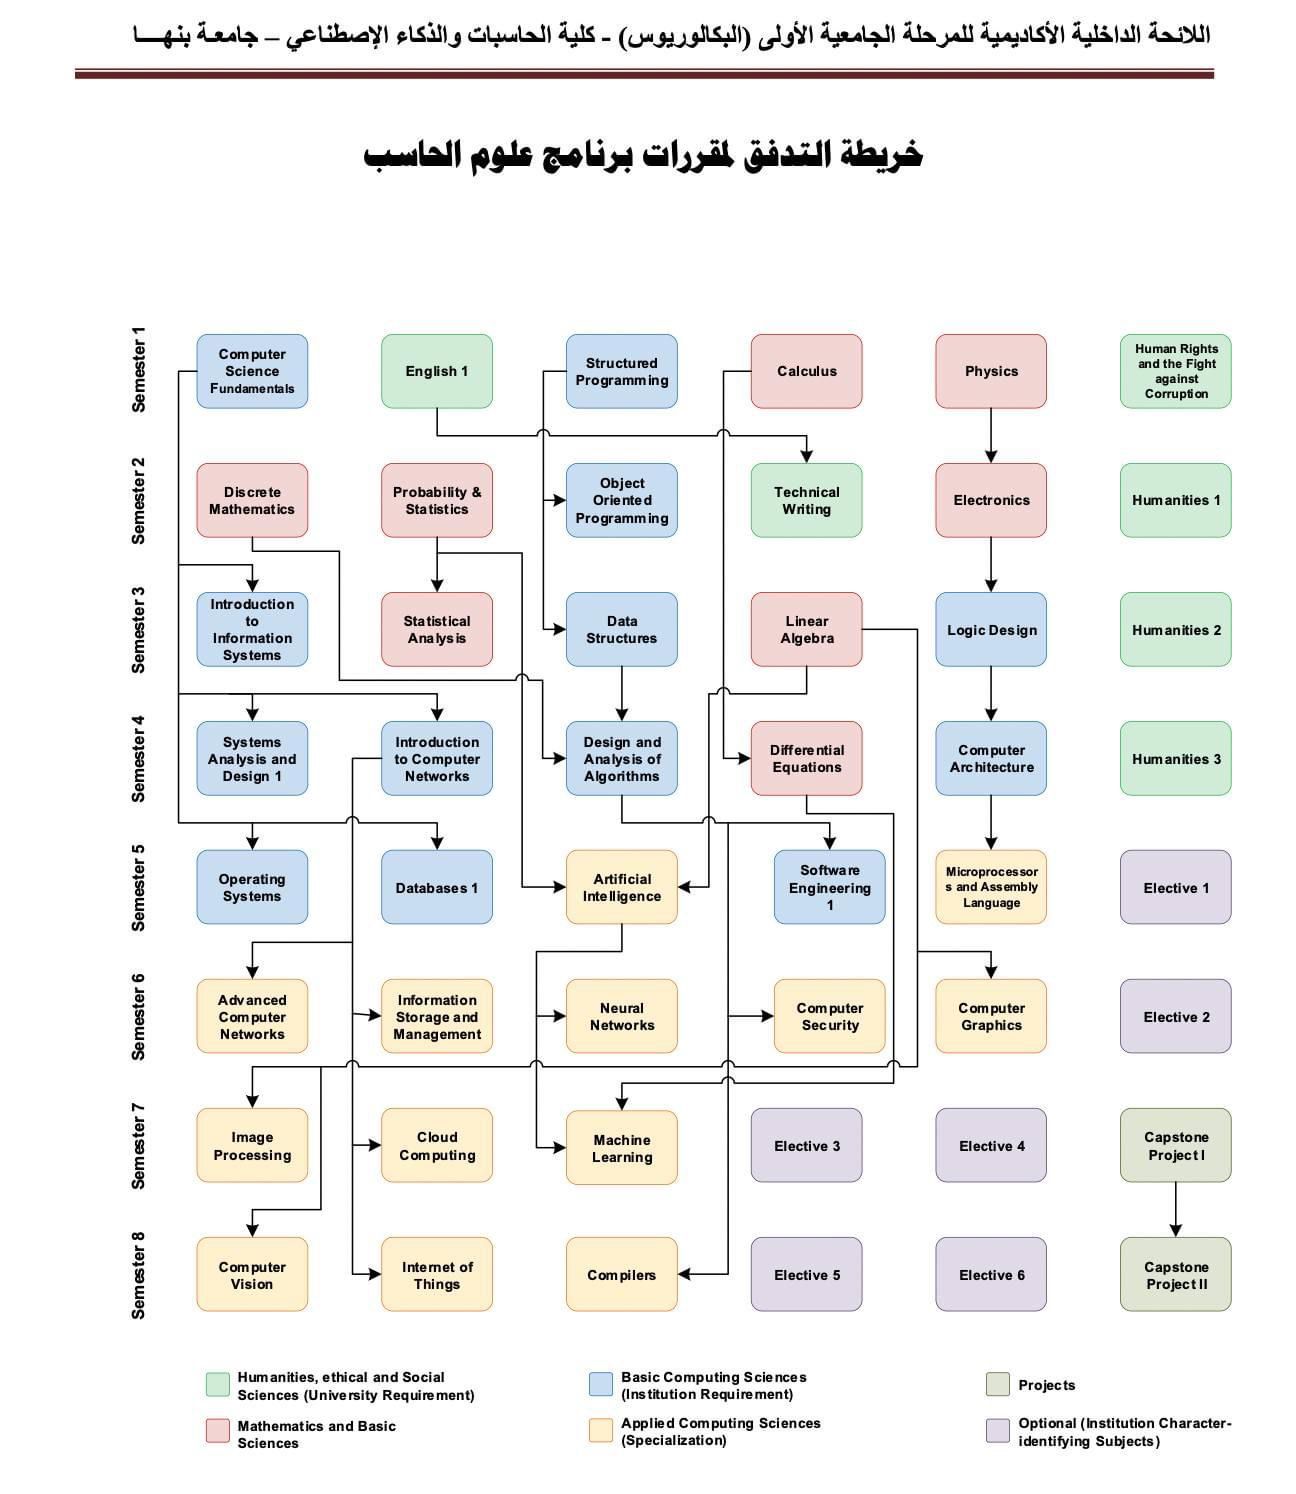 اللائحة الداخلية الأكاديمية للمرحلة الجامعية الأولى (البكالوريوس) - كلية الحاسبات والذكاء الإصطناعي – جامعة بنهـــا
خريطة التدفق لمقررات برنامج علوم الحاسب
Semester 1
Computer
Science
Fundamentals
English 1
Structured
Programming
Calculus
Physics
Human Rights
and the Fight
against
Corruption
Semester 2
Discrete
Mathematics
Probability &
Statistics
Object
Oriented
Programming
Technical
Writing
Electronics
Humanities 1
Semester 3
Introduction
to
Information
Systems
Statistical
Analysis
Data
Structures
Linear
Algebra
Logic Design
Humanities 2
Semester 4
Systems
Analysis and
Design 1
Introduction
to Computer
Networks
Design and
Analysis of
Algorithms
Differential
Equations
Computer
Architecture
Humanities 3
Semester 5
Operating
Systems
Databases 1
Artificial
Intelligence
Software
Engineering
1
Microprocessor
s and Assembly
Language
Elective 1
Semester 6
Advanced
Computer
Networks
Information
Storage and
Management
Neural
Networks
Computer
Security
Computer
Graphics
Elective 2
Semester 7
Image
Processing
Cloud
Computing
Machine
Learning
Elective 3
Elective 4
Capstone
Project I
Semester 8
Computer
Vision
Internet of
Things
Compilers
Elective 5
Elective 6
Capstone
Project II
Humanities, ethical and Social
Sciences (University Requirement)
Basic Computing Sciences
(Institution Requirement)
Projects
Mathematics and Basic
Sciences
Applied Computing Sciences
(Specialization)
Optional (Institution Character-
identifying Subjects)